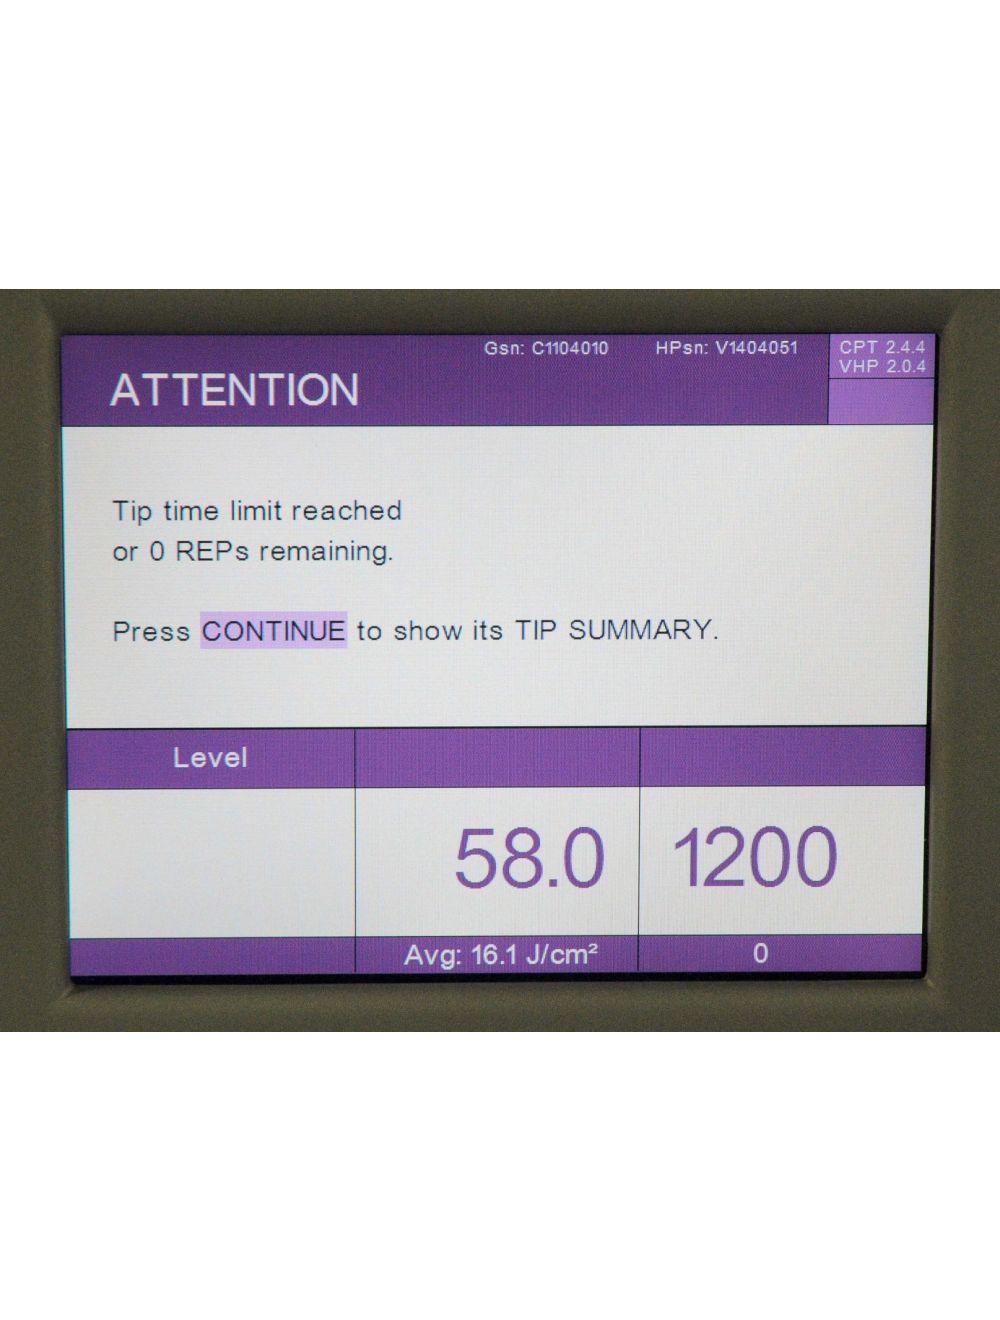 Gsn: C1104010 HPsn: V1404051 CPT 2.4.4
VHP 2.0.4
ATTENTION
Tip time limit reached
or 0 REPs remaining.
Press CONTINUE to show its TIP SUMMARY.
Level
58.0 1200
Avg: 16.1 J/cm² 0